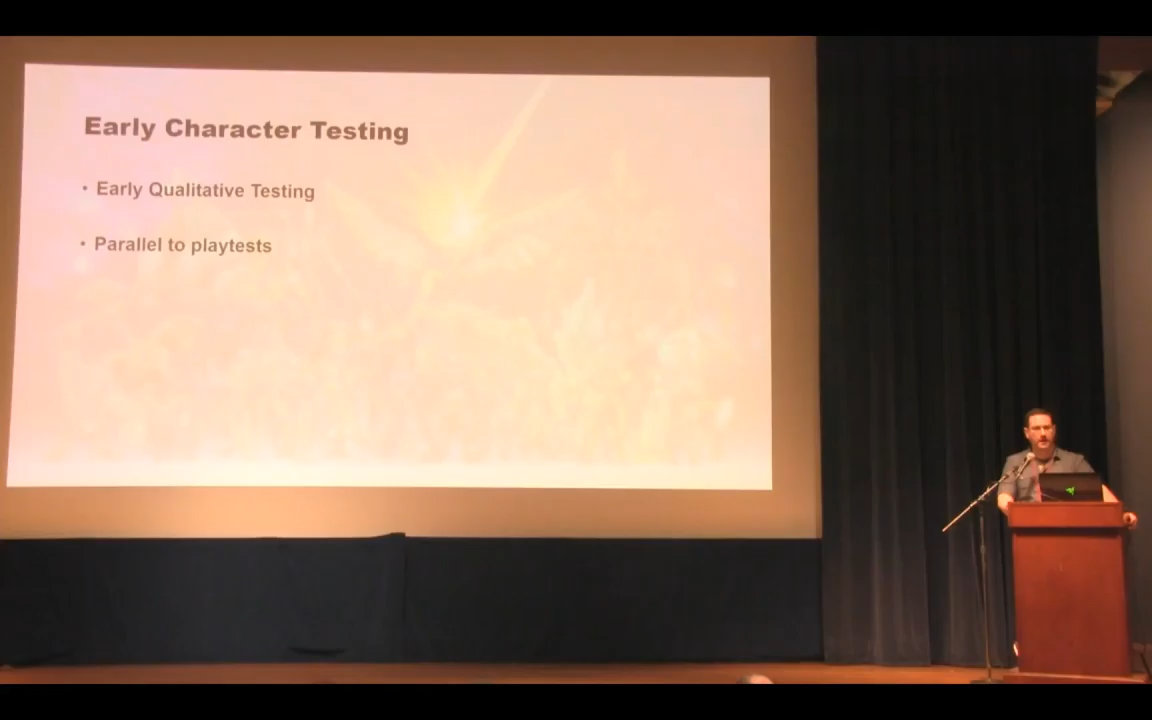 Early Character Testing
• Early Qualitative Testing
• Parallel to playtests